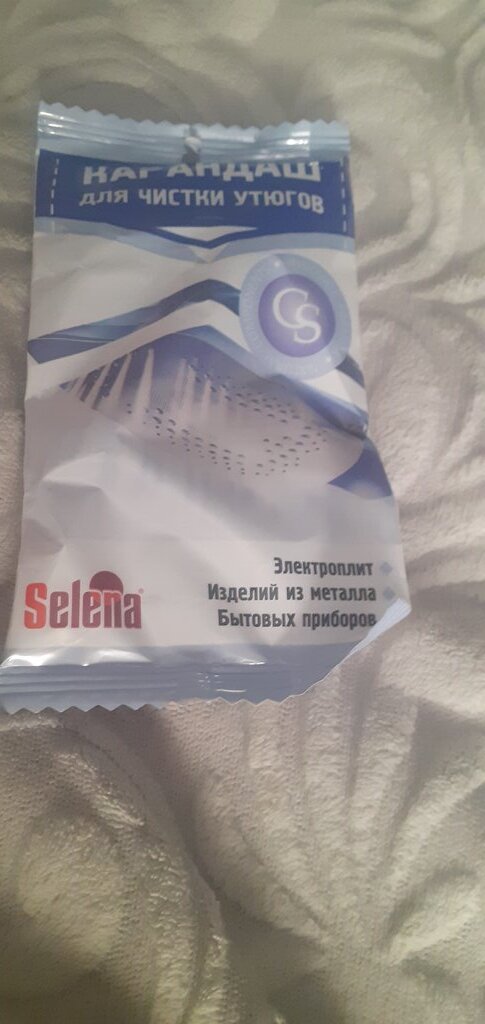 КАРАНДАШ
ДЛЯ ЧИСТКИ УТЮГОВ
CS
Электроплит
Изделий из металла
Бытовых приборов
Selena®